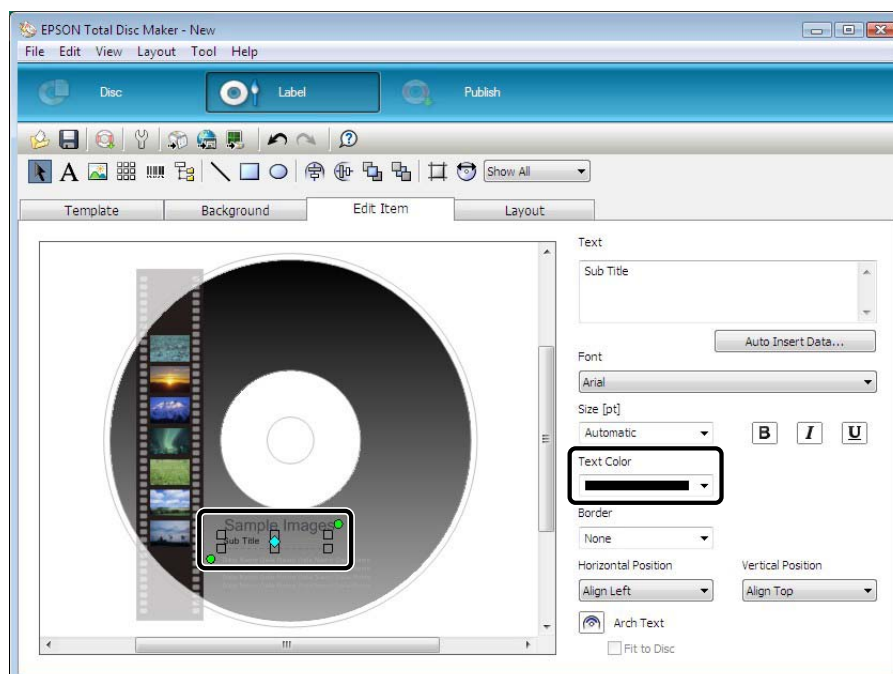 EPSON Total Disc Maker - New
File Edit View Layout Tool Help
Disc Label Publish
A Show All
Template Background Edit Item Layout
Text
Sub Title
Auto Insert Data...
Font
Arial
Size [pt]
Automatic B I U
Text Color
Border
None
Horizontal Position Vertical Position
Align Left Align Top
Arch Text
Fit to Disc
Sample Images
Sub Title